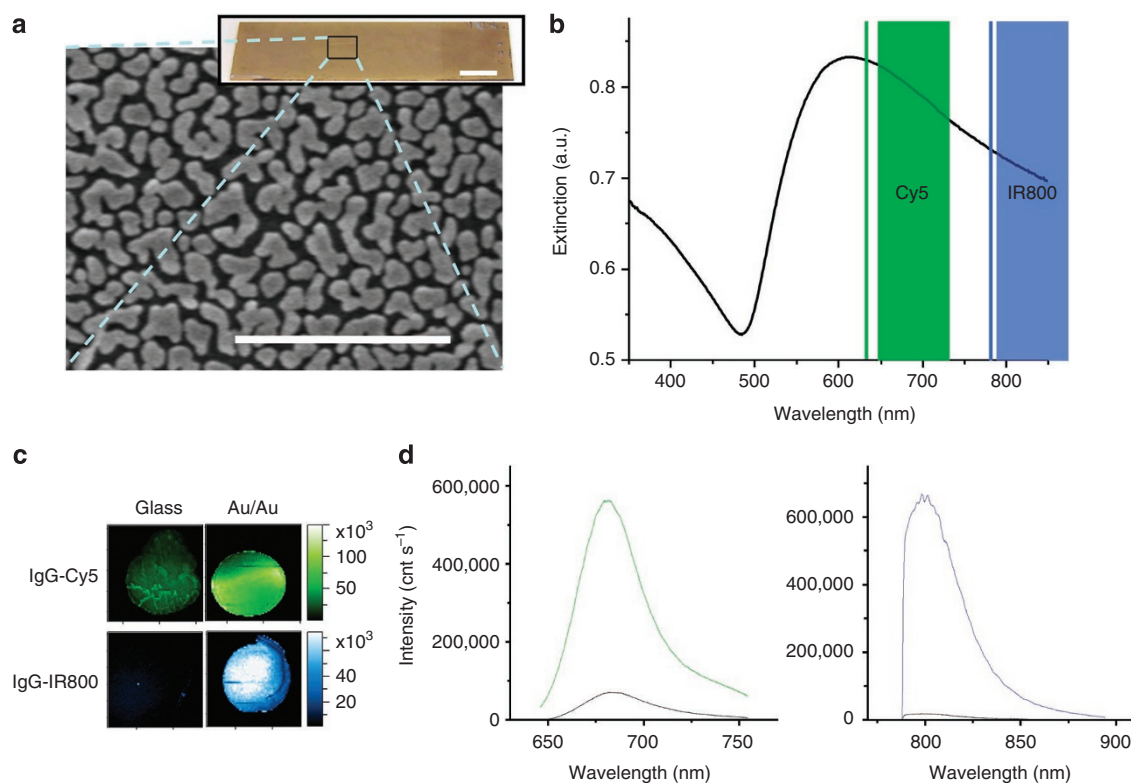 a
b
0.8
0.7
0.6
0.5
Extinction (a.u.)
Cy5
IR800
400
500
600
700
800
Wavelength (nm)
c
Glass
Au/Au
IgG-Cy5
x10³
100
50
IgG-IR800
x10³
40
20
d
Intensity (cnt s⁻¹)
600,000
400,000
200,000
0
650
700
750
Wavelength (nm)
600,000
400,000
200,000
0
800
850
900
Wavelength (nm)